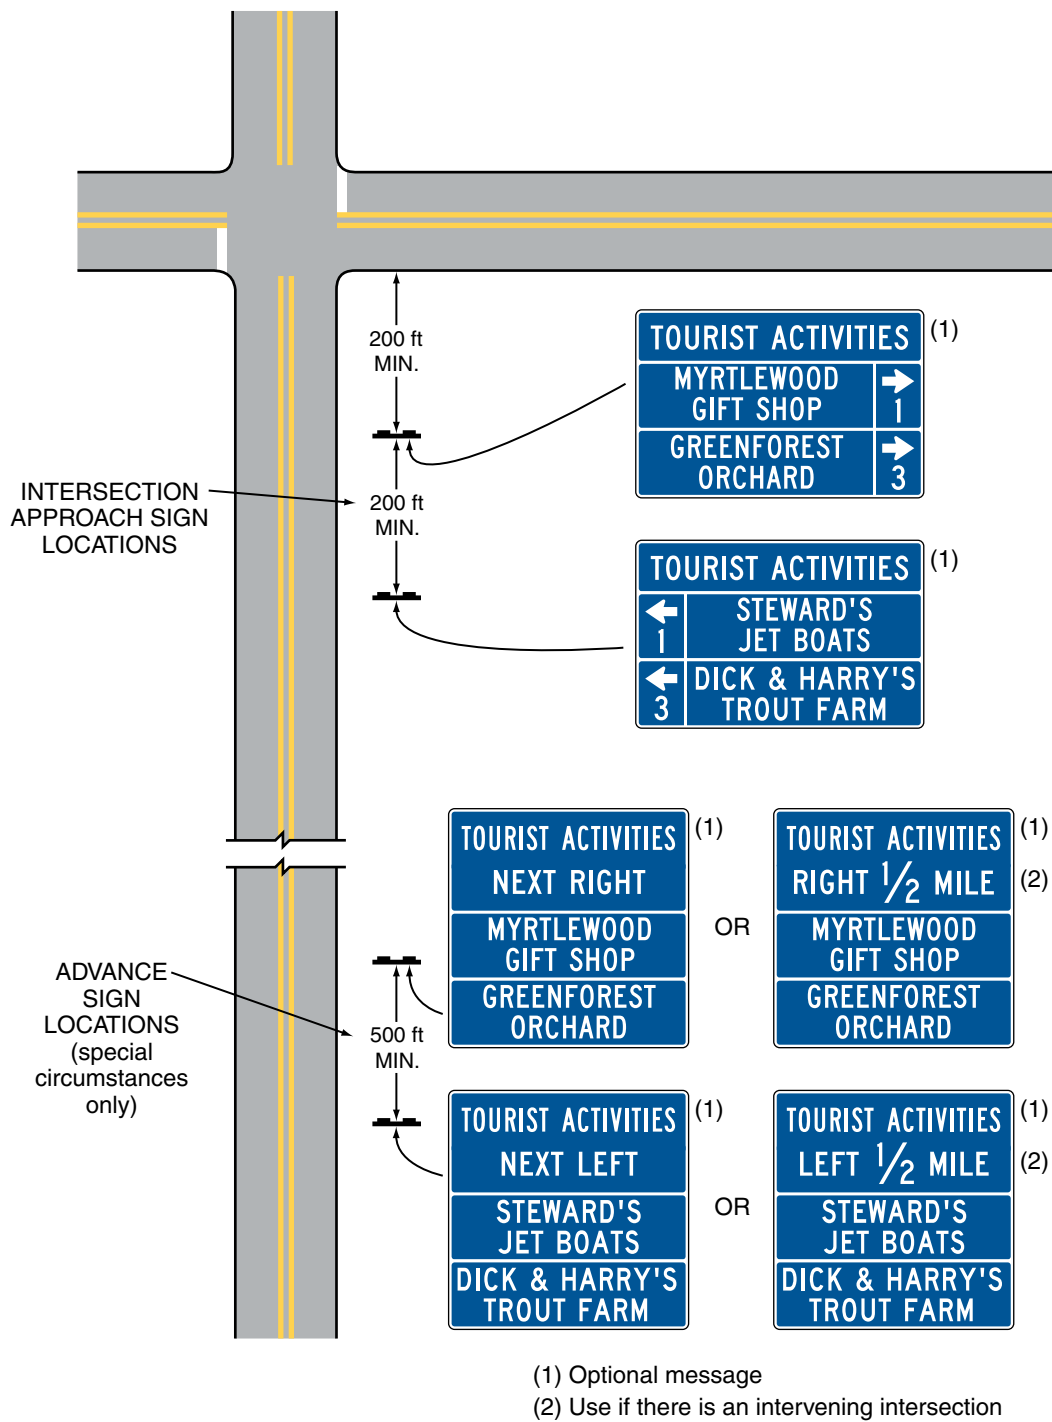 200 ft
MIN.
TOURIST ACTIVITIES (1)
MYRTLEWOOD
GIFT SHOP
1
GREENFOREST
ORCHARD
3
INTERSECTION
APPROACH SIGN
LOCATIONS
200 ft
MIN.
TOURIST ACTIVITIES (1)
1
STEWARD'S
JET BOATS
3
DICK & HARRY'S
TROUT FARM
TOURIST ACTIVITIES (1)
NEXT RIGHT
MYRTLEWOOD
GIFT SHOP
GREENFOREST
ORCHARD
OR
TOURIST ACTIVITIES (1)
RIGHT 1/2 MILE (2)
MYRTLEWOOD
GIFT SHOP
GREENFOREST
ORCHARD
ADVANCE
SIGN
LOCATIONS
(special
circumstances
only)
500 ft
MIN.
TOURIST ACTIVITIES (1)
NEXT LEFT
STEWARD'S
JET BOATS
DICK & HARRY'S
TROUT FARM
OR
TOURIST ACTIVITIES (1)
LEFT 1/2 MILE (2)
STEWARD'S
JET BOATS
DICK & HARRY'S
TROUT FARM
(1) Optional message
(2) Use if there is an intervening intersection